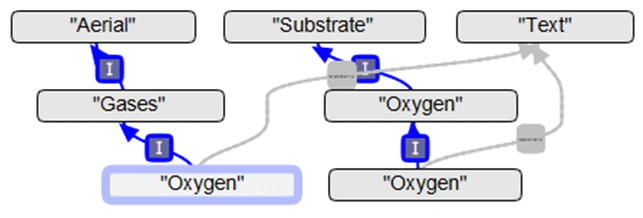 "Aerial" "Substrate" "Text"
I I
"Gases" "Oxygen"
I I
"Oxygen" "Oxygen"